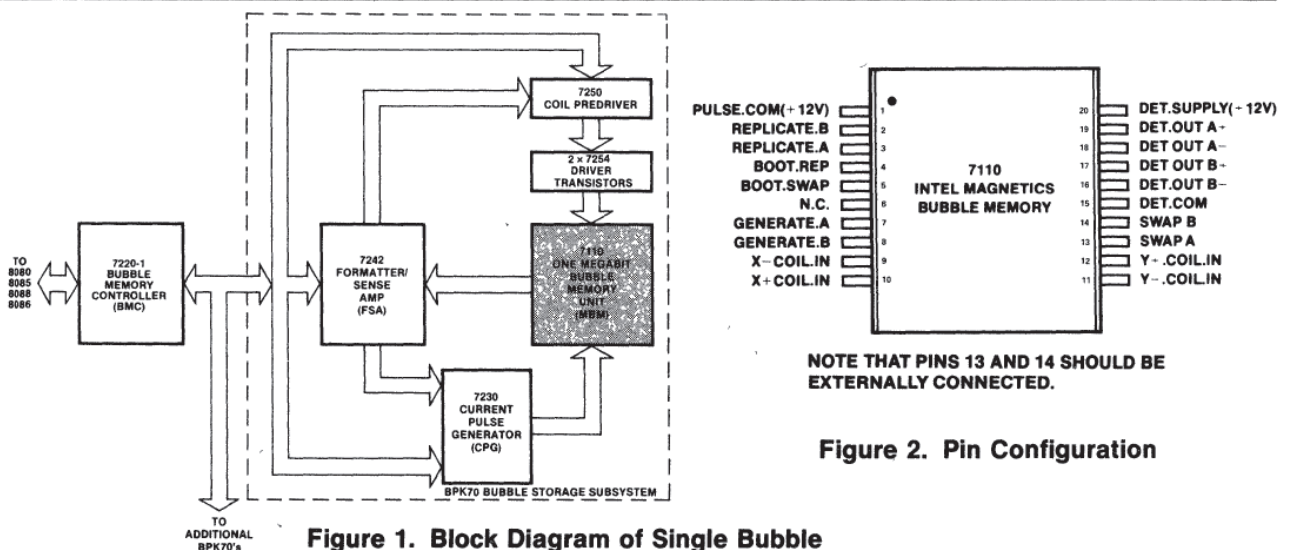 7250
COIL PREDRIVER
2 × 7254
DRIVER
TRANSISTORS
TO
8080
8085
8088
8086
7220-1
BUBBLE
MEMORY
CONTROLLER
(BMC)
7242
FORMATTER/
SENSE
AMP
(FSA)
7110
ONE MEGABIT
BUBBLE
MEMORY
UNIT
(MBM)
7230
CURRENT
PULSE
GENERATOR
(CPG)
BPK70 BUBBLE STORAGE SUBSYSTEM
TO
ADDITIONAL
BPK70's
Figure 1. Block Diagram of Single Bubble
PULSE.COM(+12V) 1
REPLICATE.B 2
REPLICATE.A 3
BOOT.REP 4
BOOT.SWAP 5
N.C. 6
GENERATE.A 7
GENERATE.B 8
X-COIL.IN 9
X+COIL.IN 10
7110
INTEL MAGNETICS
BUBBLE MEMORY
20 DET.SUPPLY(+12V)
19 DET.OUT A+
18 DET OUT A-
17 DET OUT B+
16 DET.OUT B-
15 DET.COM
14 SWAP B
13 SWAP A
12 Y+.COIL.IN
11 Y-.COIL.IN
NOTE THAT PINS 13 AND 14 SHOULD BE
EXTERNALLY CONNECTED.
Figure 2. Pin Configuration